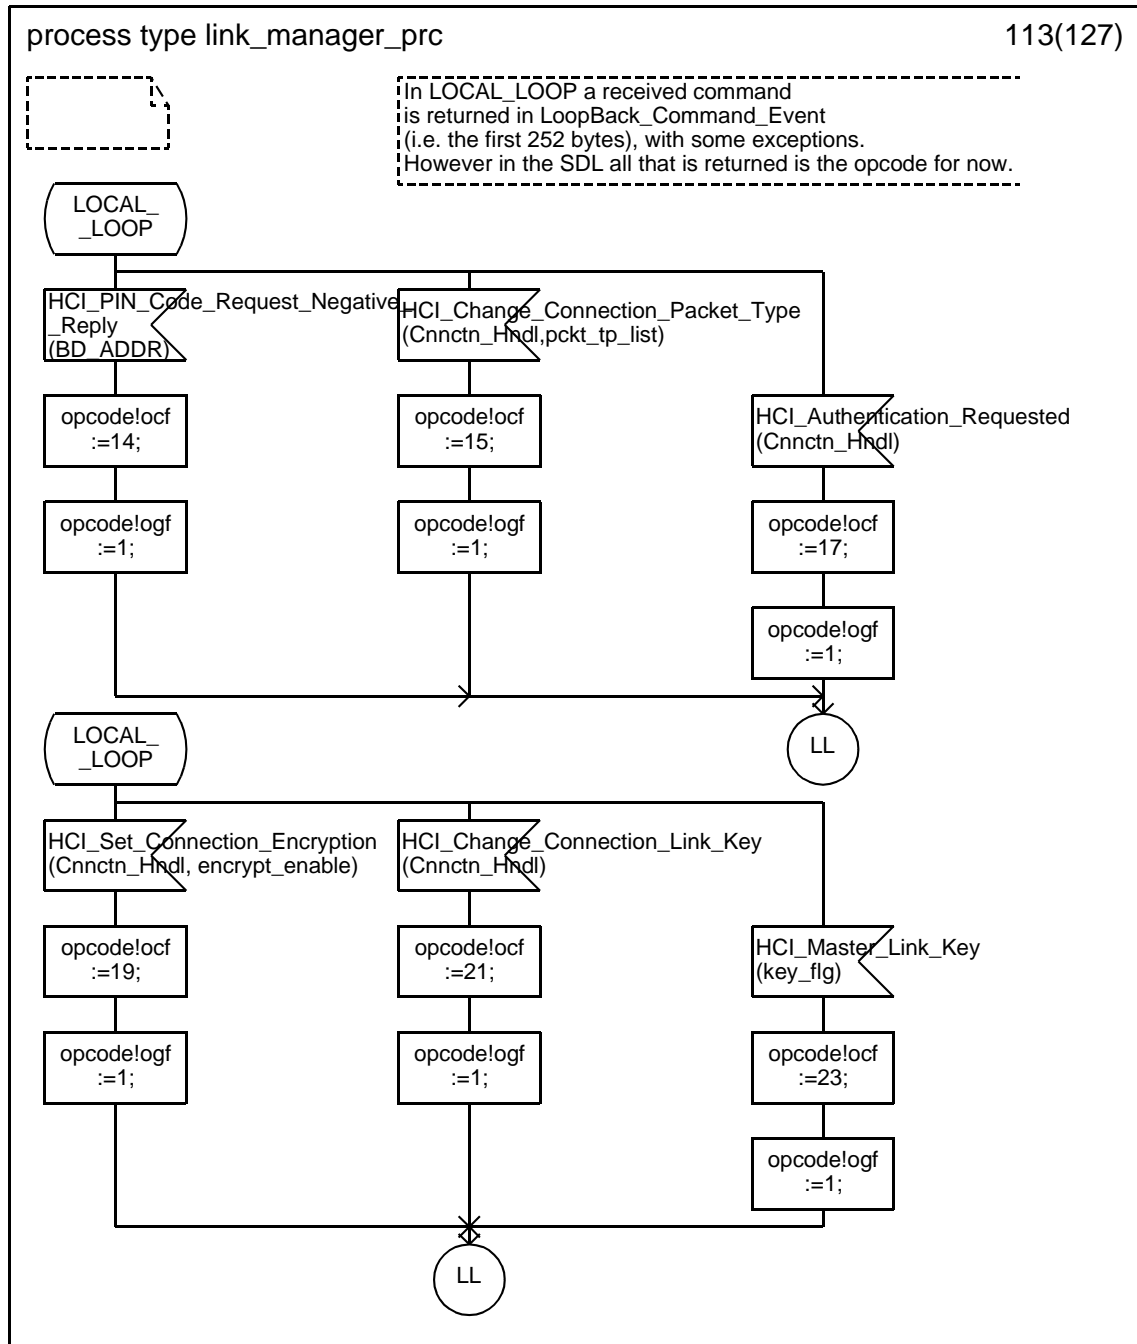 process type link_manager_prc
113(127)
In LOCAL_LOOP a received command
is returned in LoopBack_Command_Event
(i.e. the first 252 bytes), with some exceptions.
However in the SDL all that is returned is the opcode for now.
LOCAL_
_LOOP
HCI_PIN_Code_Request_Negative_
_Reply
(BD_ADDR)
HCI_Change_Connection_Packet_Type
(Cnnctn_Hndl,pckt_tp_list)
opcode!ocf
:=14;
opcode!ocf
:=15;
HCI_Authentication_Requested
(Cnnctn_Hndl)
opcode!ogf
:=1;
opcode!ogf
:=1;
opcode!ocf
:=17;
opcode!ogf
:=1;
LL
LOCAL_
_LOOP
HCI_Set_Connection_Encryption
(Cnnctn_Hndl, encrypt_enable)
HCI_Change_Connection_Link_Key
(Cnnctn_Hndl)
opcode!ocf
:=19;
opcode!ocf
:=21;
HCI_Master_Link_Key
(key_flg)
opcode!ogf
:=1;
opcode!ogf
:=1;
opcode!ocf
:=23;
opcode!ogf
:=1;
LL